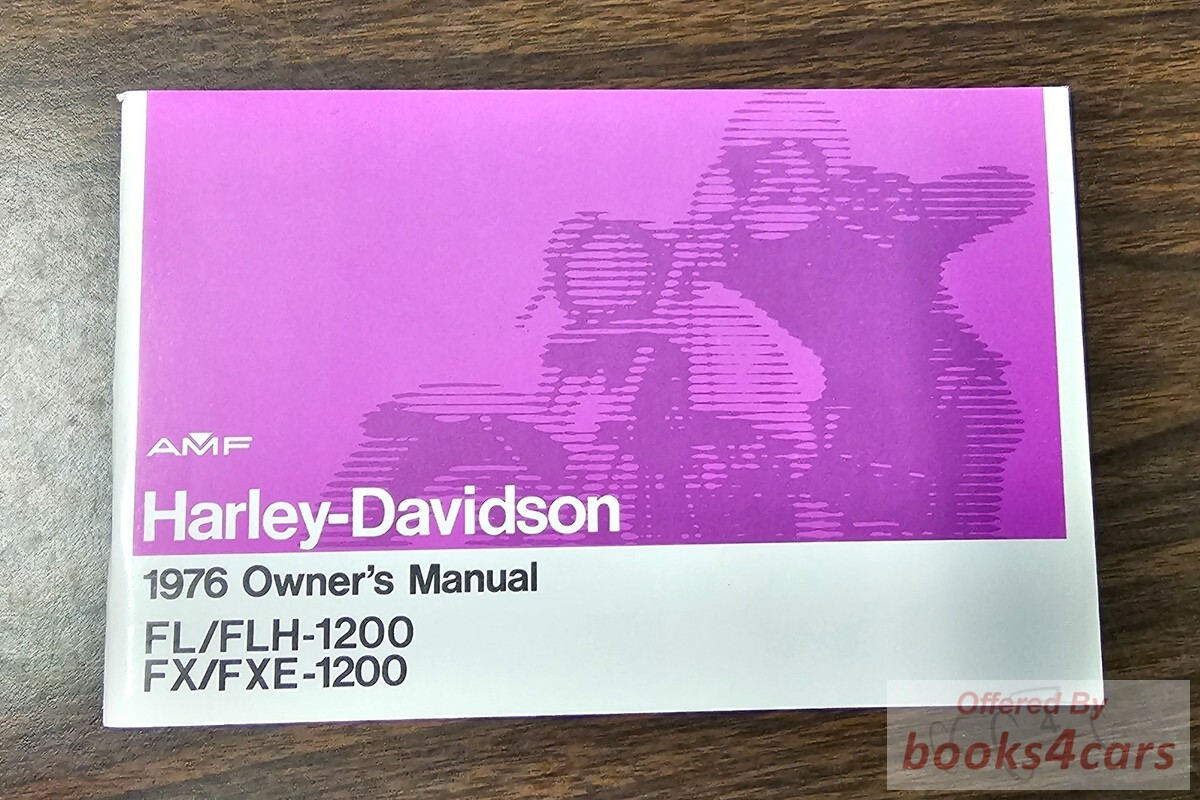 AMF
Harley-Davidson
1976 Owner's Manual
FL/FLH-1200
FX/FXE-1200
Offered By
books4cars